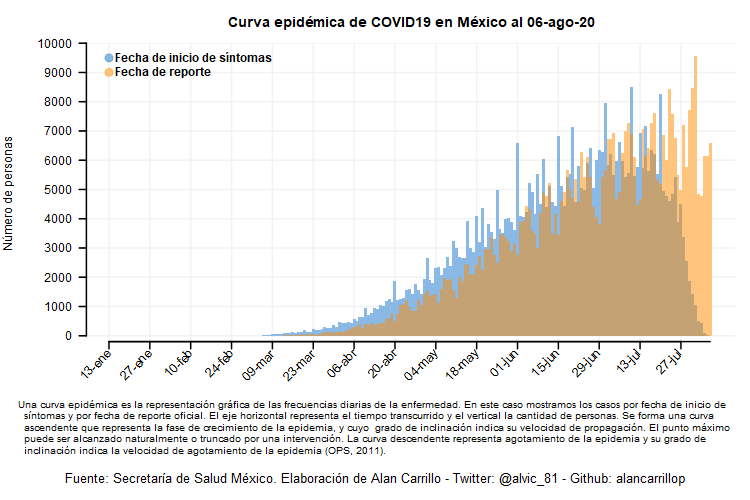 Curva epidémica de COVID19 en México al 06-ago-20
Fecha de inicio de síntomas
Fecha de reporte
Número de personas
10000
9000
8000
7000
6000
5000
4000
3000
2000
1000
0
13-ene
27-ene
10-feb
24-feb
09-mar
23-mar
06-abr
20-abr
04-may
18-may
01-jun
15-jun
29-jun
13-jul
27-jul
Una curva epidémica es la representación gráfica de las frecuencias diarias de la enfermedad. En este caso mostramos los casos por fecha de inicio de
síntomas y por fecha de reporte oficial. El eje horizontal representa el tiempo transcurrido y el vertical la cantidad de personas. Se forma una curva
ascendente que representa la fase de crecimiento de la epidemia, y cuyo grado de inclinación indica su velocidad de propagación. El punto máximo
puede ser alcanzado naturalmente o truncado por una intervención. La curva descendente representa agotamiento de la epidemia y su grado de
inclinación indica la velocidad de agotamiento de la epidemia (OPS, 2011).
Fuente: Secretaría de Salud México. Elaboración de Alan Carrillo - Twitter: @alvic_81 - Github: alancarrillop